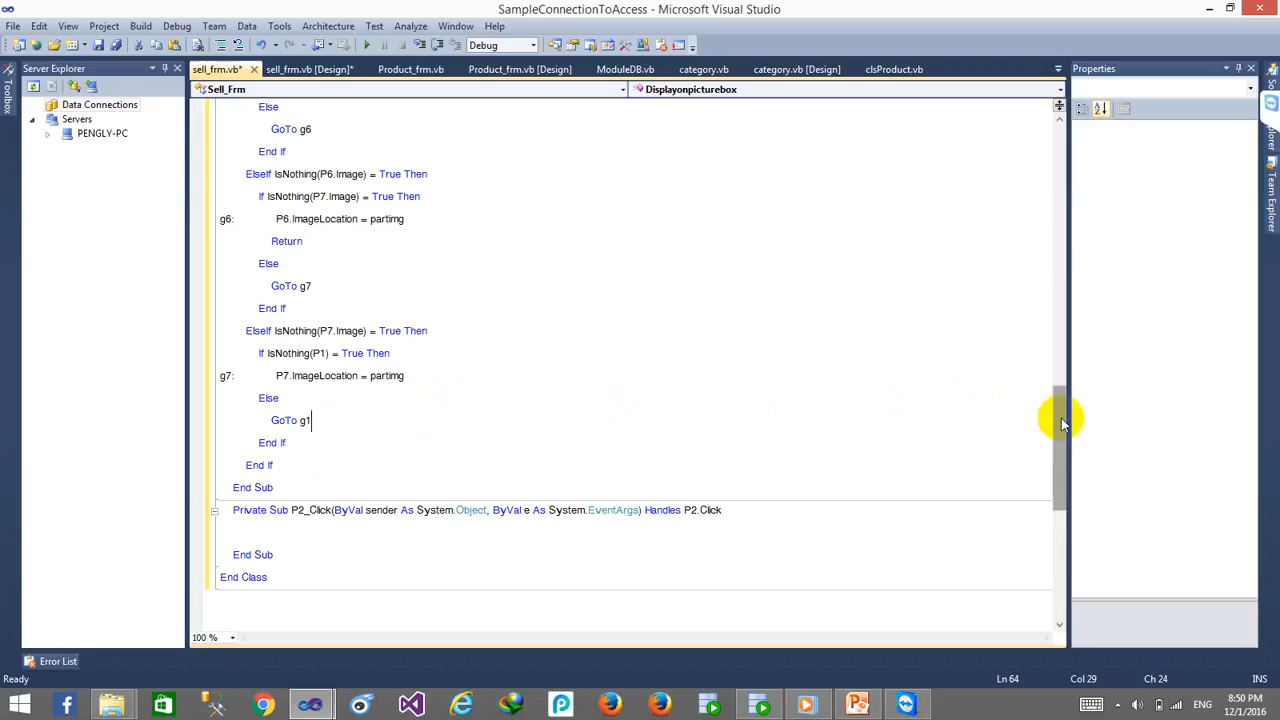 SampleConnectionToAccess - Microsoft Visual Studio
File Edit View Project Build Debug Team Data Tools Architecture Test Analyze Window Help
Debug
Server Explorer
sell_frm.vb* sell_frm.vb [Design]* Product_frm.vb Product_frm.vb [Design] ModuleDB.vb category.vb category.vb [Design] clsProduct.vb
Properties
Toolbox
Sell_Frm Displayonpicturebox
Data Connections
Servers
PENGLY-PC
Else
GoTo g6
End If
ElseIf IsNothing(P6.Image) = True Then
If IsNothing(P7.Image) = True Then
g6: P6.ImageLocation = partimg
Return
Else
GoTo g7
End If
ElseIf IsNothing(P7.Image) = True Then
If IsNothing(P1) = True Then
g7: P7.ImageLocation = partimg
Else
GoTo g1
End If
End If
End Sub
Private Sub P2_Click(ByVal sender As System.Object, ByVal e As System.EventArgs) Handles P2.Click
End Sub
End Class
Team Explorer
100 %
Error List
Ready Ln 64 Col 29 Ch 24 INS
8:50 PM
12/1/2016